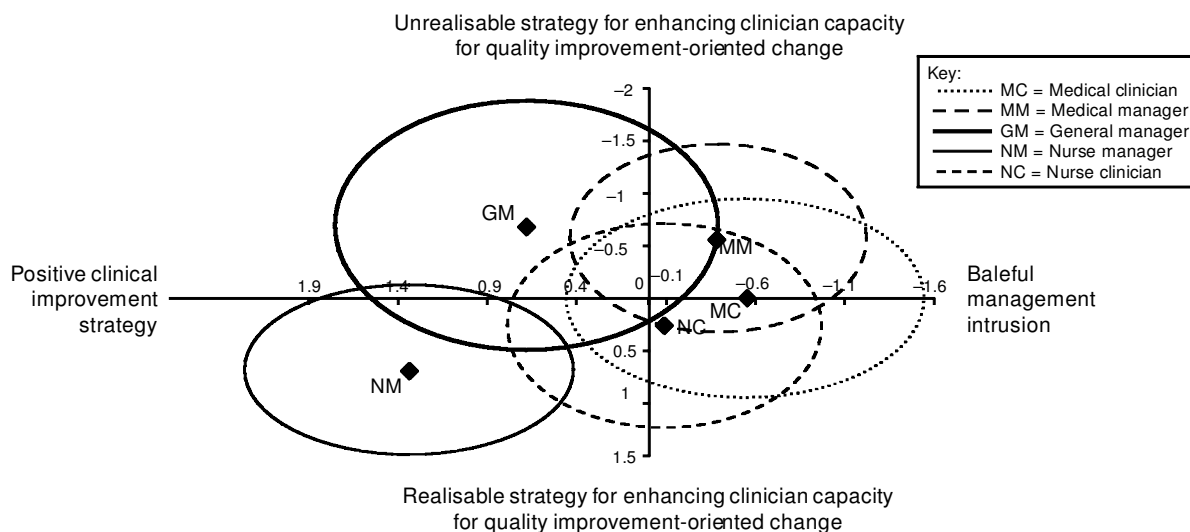 Unrealisable strategy for enhancing clinician capacity
for quality improvement-oriented change
Key:
MC = Medical clinician
MM = Medical manager
GM = General manager
NM = Nurse manager
NC = Nurse clinician
–2
–1.5
–1
–0.5
0
0.5
1
1.5
GM
MM
MC
NC
NM
Positive clinical
improvement
strategy
1.9
1.4
0.9
0.4
–0.1
–0.6
–1.1
–1.6
Baleful
management
intrusion
Realisable strategy for enhancing clinician capacity
for quality improvement-oriented change